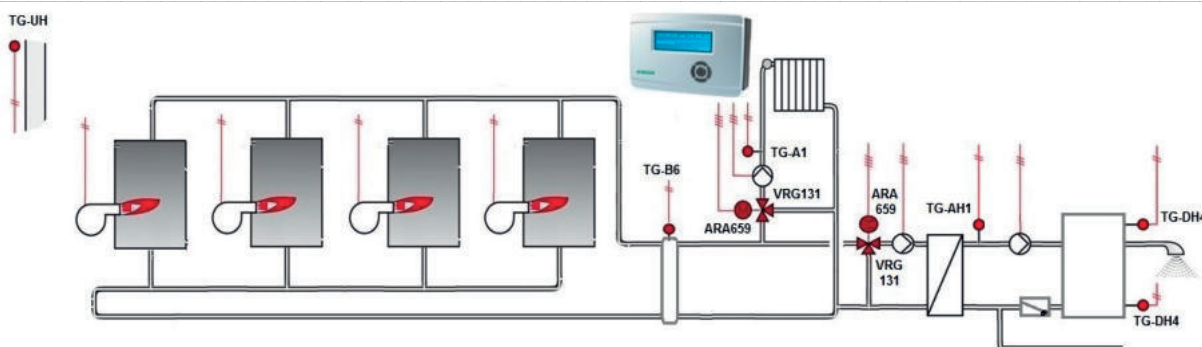 TG-UH
TG-A1
TG-B6
VRG131
ARA659
ARA
659
TG-AH1
TG-DH4
VRG
131
TG-DH4